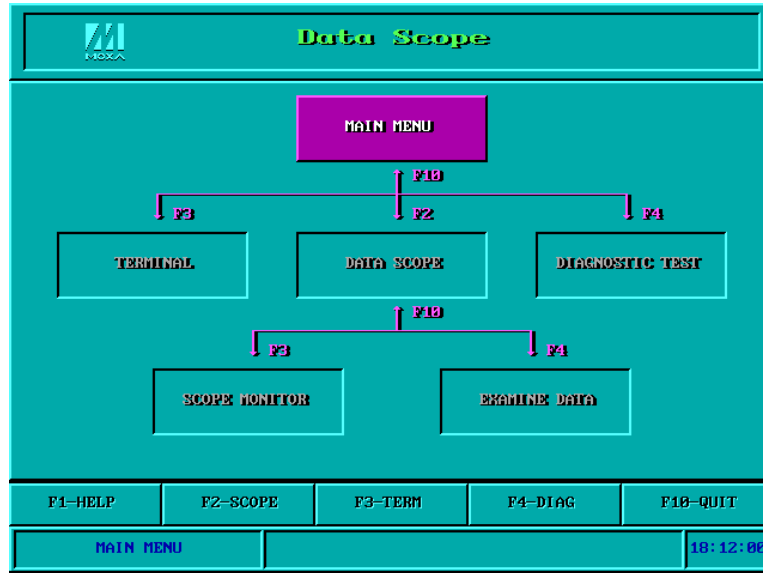 MOXA
Data Scope
MAIN MENU
F10
F3 F2 F4
TERMINAL DATA SCOPE DIAGNOSTIC TEST
F10
F3 F4
SCOPE MONITOR EXAMINE DATA
F1-HELP F2-SCOPE F3-TERM F4-DIAG F10-QUIT
MAIN MENU 18:12:00